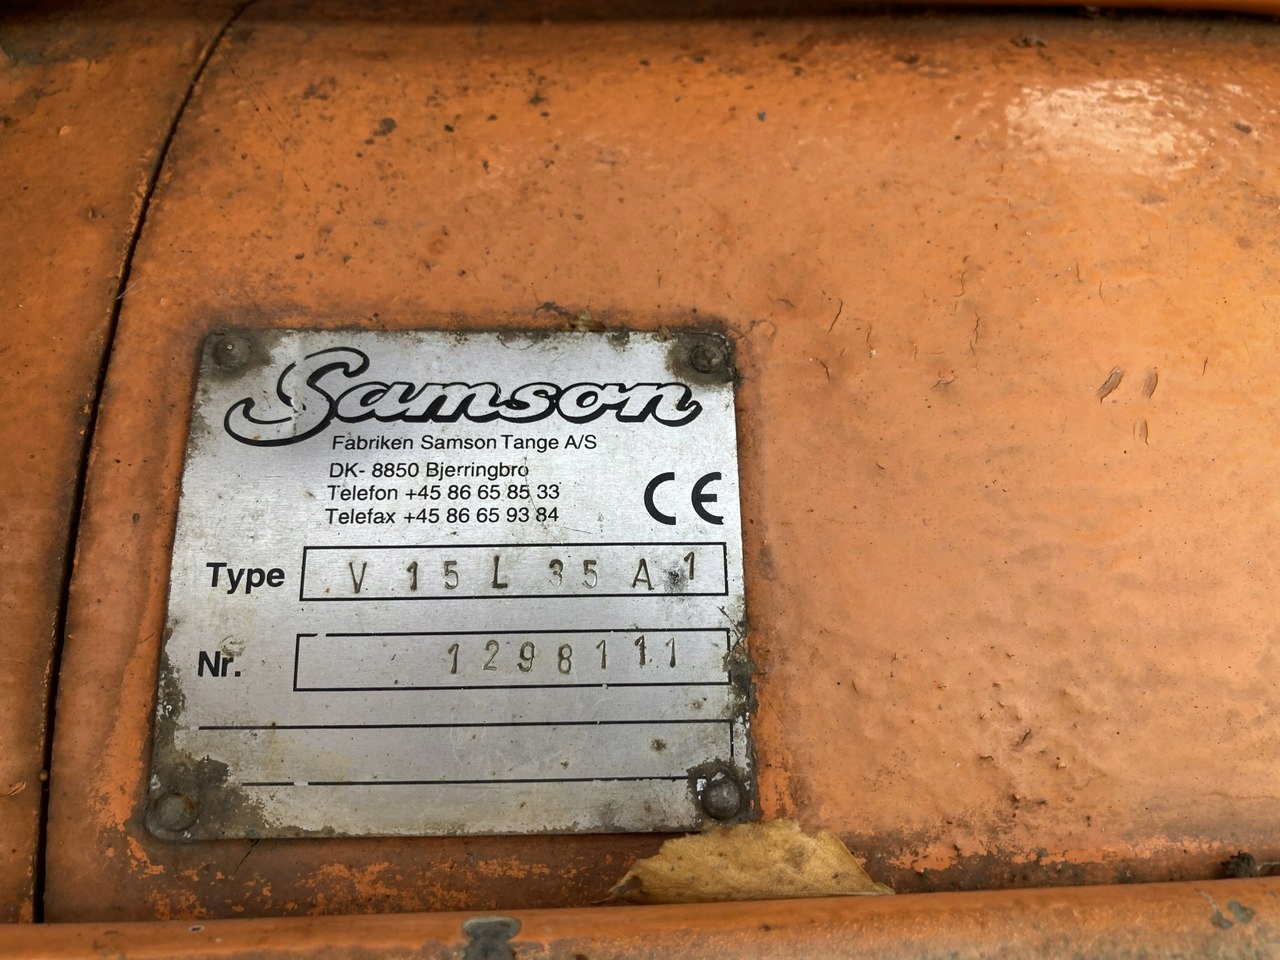 Samson
Fabriken Samson Tange A/S
DK- 8850 Bjerringbro
Telefon +45 86 65 85 33
Telefax +45 86 65 93 84
CE
Type V 15 L 35 A 1
Nr. 1298111